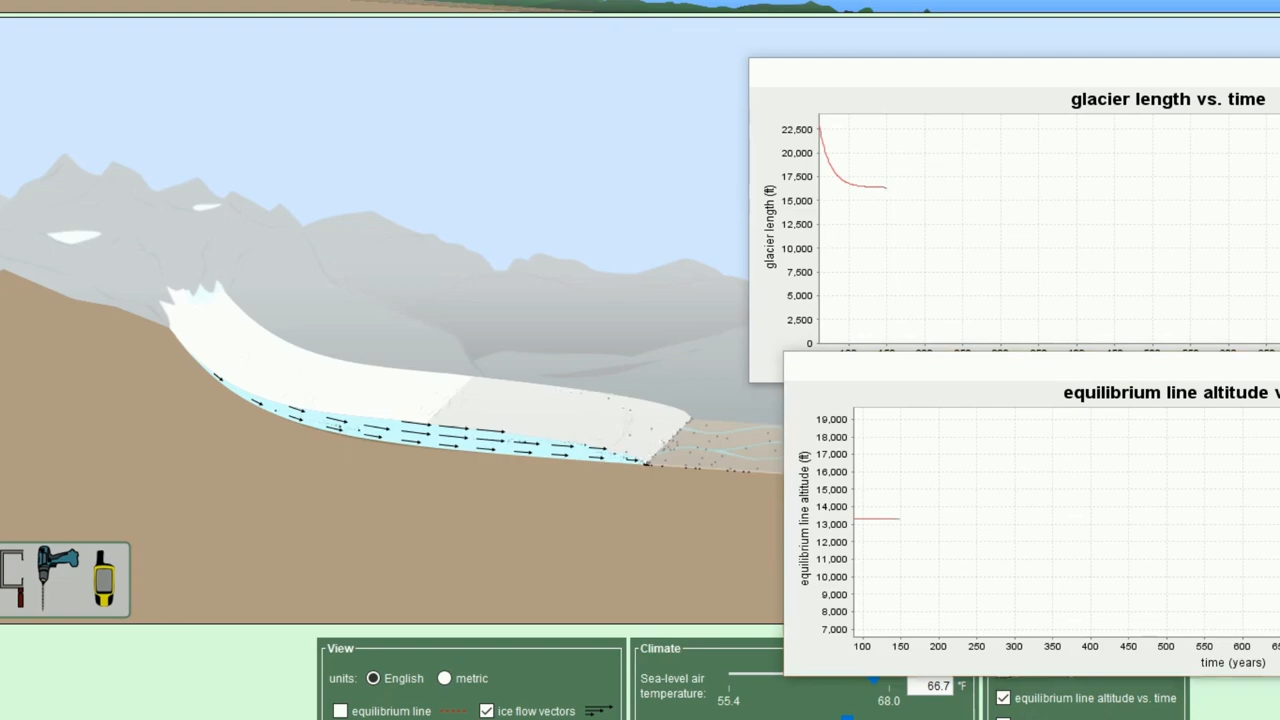 glacier length vs. time
22,500
20,000
17,500
15,000
12,500
10,000
7,500
5,000
2,500
0
glacier length (ft)
equilibrium line altitude v
19,000
18,000
17,000
16,000
15,000
14,000
13,000
12,000
11,000
10,000
9,000
8,000
7,000
equilibrium line altitude (ft)
100 150 200 250 300 350 400 450 500 550 600
time (years)
View
units: English metric
equilibrium line ice flow vectors
Climate
Sea-level air
temperature:
55.4 68.0
66.7 °F
equilibrium line altitude vs. time